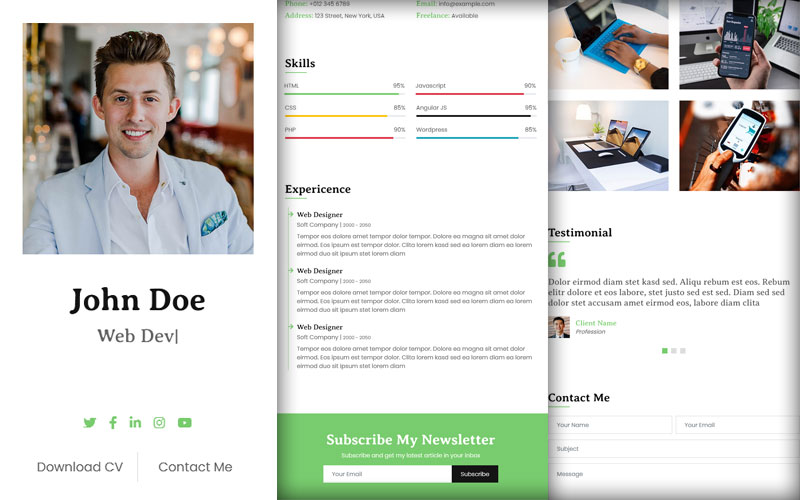 John Doe
Web Dev|
Download CV
Contact Me
Phone: +012 345 6789
Email: info@example.com
Address: 123 Street, New York, USA
Freelance: Available
Skills
HTML 95%
Javascript 90%
CSS 85%
Angular JS 95%
PHP 90%
Wordpress 85%
Expericence
Web Designer
Soft Company | 2000 - 2050
Tempor eos dolore amet tempor dolor tempor. Dolore ea magna sit amet dolor
eirmod. Eos ipsum est tempor dolor. Clita lorem kasd sed ea lorem diam ea lorem
eirmod duo sit ipsum stet lorem diam
Web Designer
Soft Company | 2000 - 2050
Tempor eos dolore amet tempor dolor tempor. Dolore ea magna sit amet dolor
eirmod. Eos ipsum est tempor dolor. Clita lorem kasd sed ea lorem diam ea lorem
eirmod duo sit ipsum stet lorem diam
Web Designer
Soft Company | 2000 - 2050
Tempor eos dolore amet tempor dolor tempor. Dolore ea magna sit amet dolor
eirmod. Eos ipsum est tempor dolor. Clita lorem kasd sed ea lorem diam ea lorem
eirmod duo sit ipsum stet lorem diam
Subscribe My Newsletter
Subscribe and get my latest article in your inbox
Your Email
Subscribe
Testimonial
Dolor eirmod diam stet kasd sed. Aliqu rebum est eos. Rebum
elitr dolore et eos labore, stet justo sed est sed. Diam sed sed
dolor stet accusam amet eirmod eos, labore diam clita
Client Name
Profession
Contact Me
Your Name
Your Email
Subject
Message